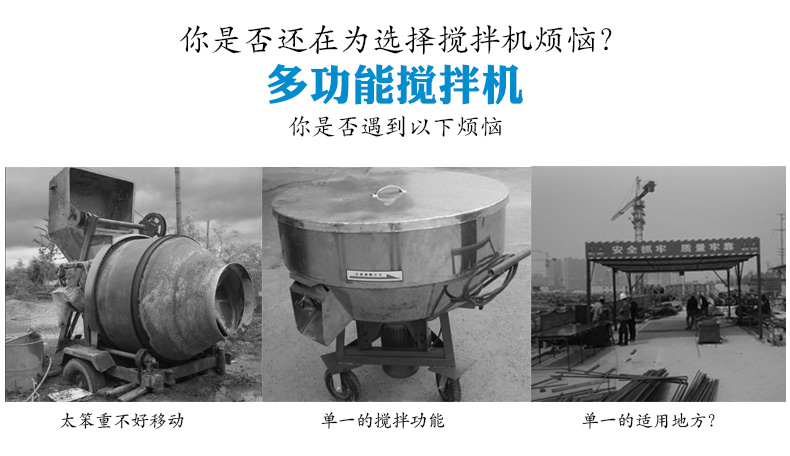 你是否还在为选择搅拌机烦恼?
多功能搅拌机
你是否遇到以下烦恼
安全抓牢 质量牢靠
太笨重不好移动
单一的搅拌功能
单一的适用地方?